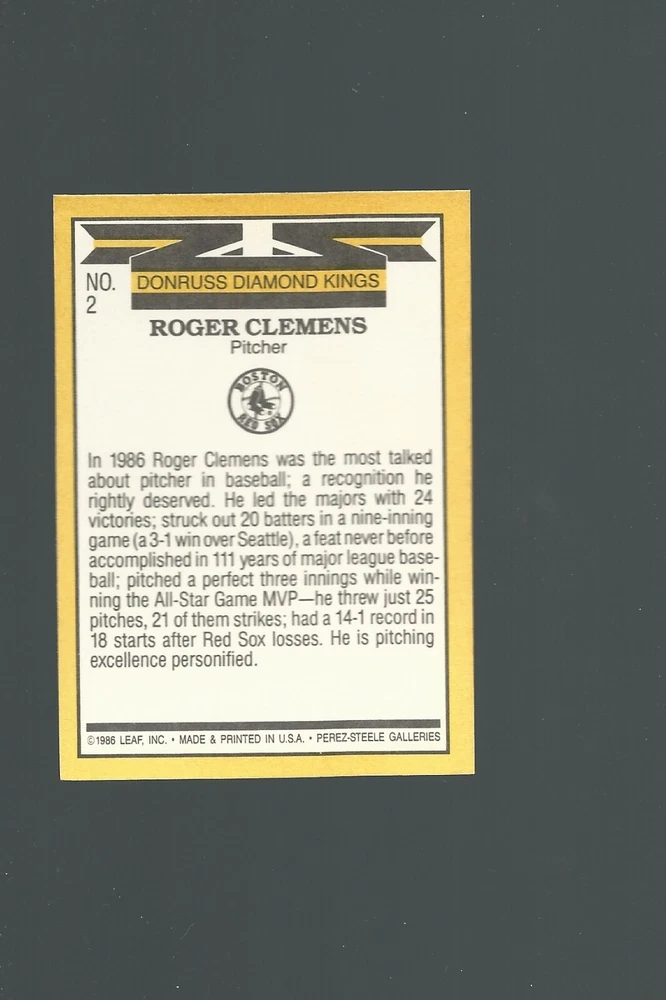 NO.
2
DONRUSS DIAMOND KINGS
ROGER CLEMENS
Pitcher
BOSTON
RED SOX
In 1986 Roger Clemens was the most talked
about pitcher in baseball; a recognition he
rightly deserved. He led the majors with 24
victories; struck out 20 batters in a nine-inning
game (a 3-1 win over Seattle), a feat never before
accomplished in 111 years of major league base-
ball; pitched a perfect three innings while win-
ning the All-Star Game MVP—he threw just 25
pitches, 21 of them strikes; had a 14-1 record in
18 starts after Red Sox losses. He is pitching
excellence personified.
©1986 LEAF, INC. • MADE & PRINTED IN U.S.A. • PEREZ-STEELE GALLERIES